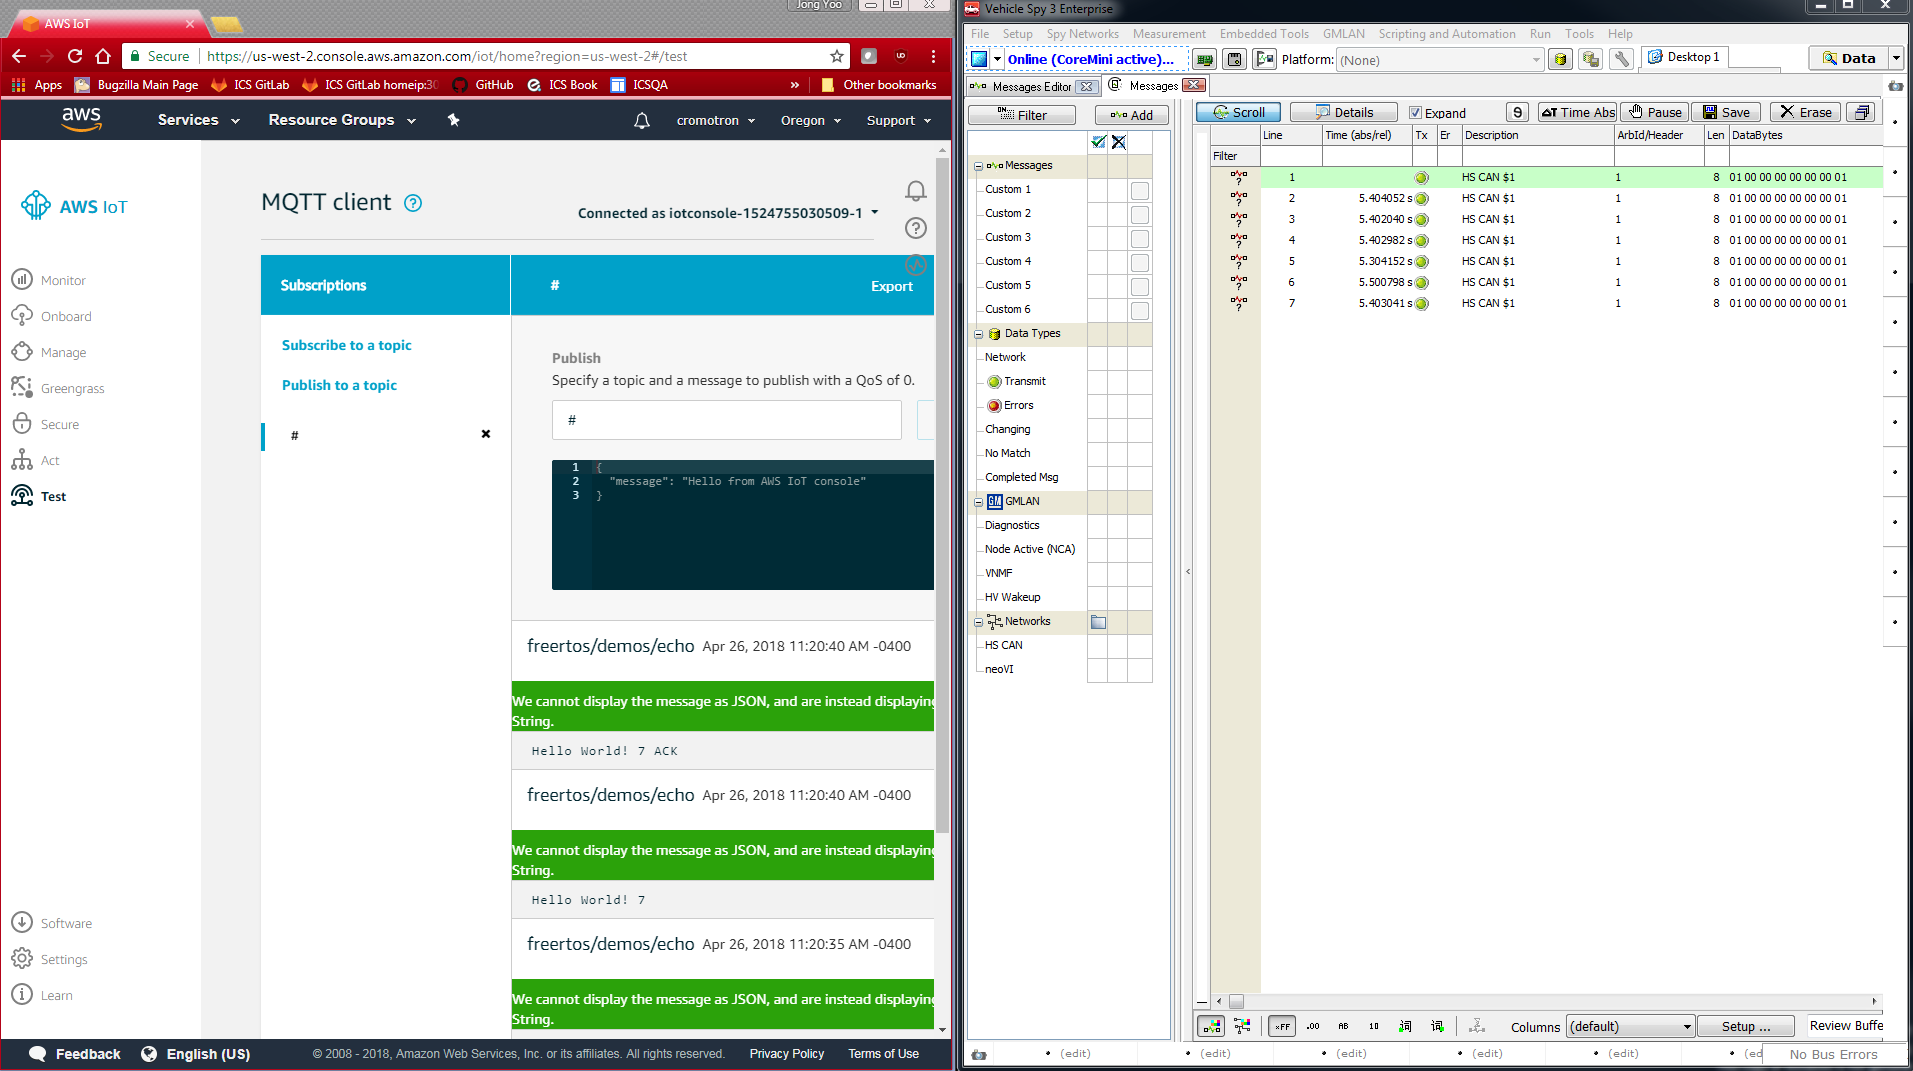 AWS IoT
Jong Yoo
Secure
https://us-west-2.console.aws.amazon.com/iot/home?region=us-west-2#/test
Apps
Bugzilla Main Page
ICS GitLab
ICS GitLab homeip:30
GitHub
ICS Book
ICSQA
»
Other bookmarks
aws
Services
Resource Groups
cromotron
Oregon
Support
AWS IoT
Monitor
Onboard
Manage
Greengrass
Secure
Act
Test
Software
Settings
Learn
MQTT client
Connected as iotconsole-1524755030509-1
Subscriptions
#
Export
Subscribe to a topic
Publish to a topic
#
Publish
Specify a topic and a message to publish with a QoS of 0.
#
1 {
2 "message": "Hello from AWS IoT console"
3 }
freertos/demos/echo Apr 26, 2018 11:20:40 AM -0400
We cannot display the message as JSON, and are instead displaying
String.
Hello World! 7 ACK
freertos/demos/echo Apr 26, 2018 11:20:40 AM -0400
We cannot display the message as JSON, and are instead displaying
String.
Hello World! 7
freertos/demos/echo Apr 26, 2018 11:20:35 AM -0400
We cannot display the message as JSON, and are instead displaying
String.
Feedback
English (US)
© 2008 - 2018, Amazon Web Services, Inc. or its affiliates. All rights reserved.
Privacy Policy
Terms of Use
Vehicle Spy 3 Enterprise
File Setup Spy Networks Measurement Embedded Tools GMLAN Scripting and Automation Run Tools Help
Online (CoreMini active)...
Platform: (None)
Desktop 1
Data
Messages Editor
Messages
Filter
Add
Scroll
Details
Expand
Time Abs
Pause
Save
Erase
Messages
Custom 1
Custom 2
Custom 3
Custom 4
Custom 5
Custom 6
Data Types
Network
Transmit
Errors
Changing
No Match
Completed Msg
GM GMLAN
Diagnostics
Node Active (NCA)
VNMF
HV Wakeup
Networks
HS CAN
neoVI
Line Time (abs/rel) Tx Er Description ArbId/Header Len DataBytes
Filter
1 HS CAN $1 1 8 01 00 00 00 00 00 00 01
2 5.404052 s HS CAN $1 1 8 01 00 00 00 00 00 00 01
3 5.402040 s HS CAN $1 1 8 01 00 00 00 00 00 00 01
4 5.402982 s HS CAN $1 1 8 01 00 00 00 00 00 00 01
5 5.304152 s HS CAN $1 1 8 01 00 00 00 00 00 00 01
6 5.500798 s HS CAN $1 1 8 01 00 00 00 00 00 00 01
7 5.403041 s HS CAN $1 1 8 01 00 00 00 00 00 00 01
Columns (default)
Setup ...
Review Buffe
(edit) (edit) (edit) (edit) (edit) (ed
No Bus Errors